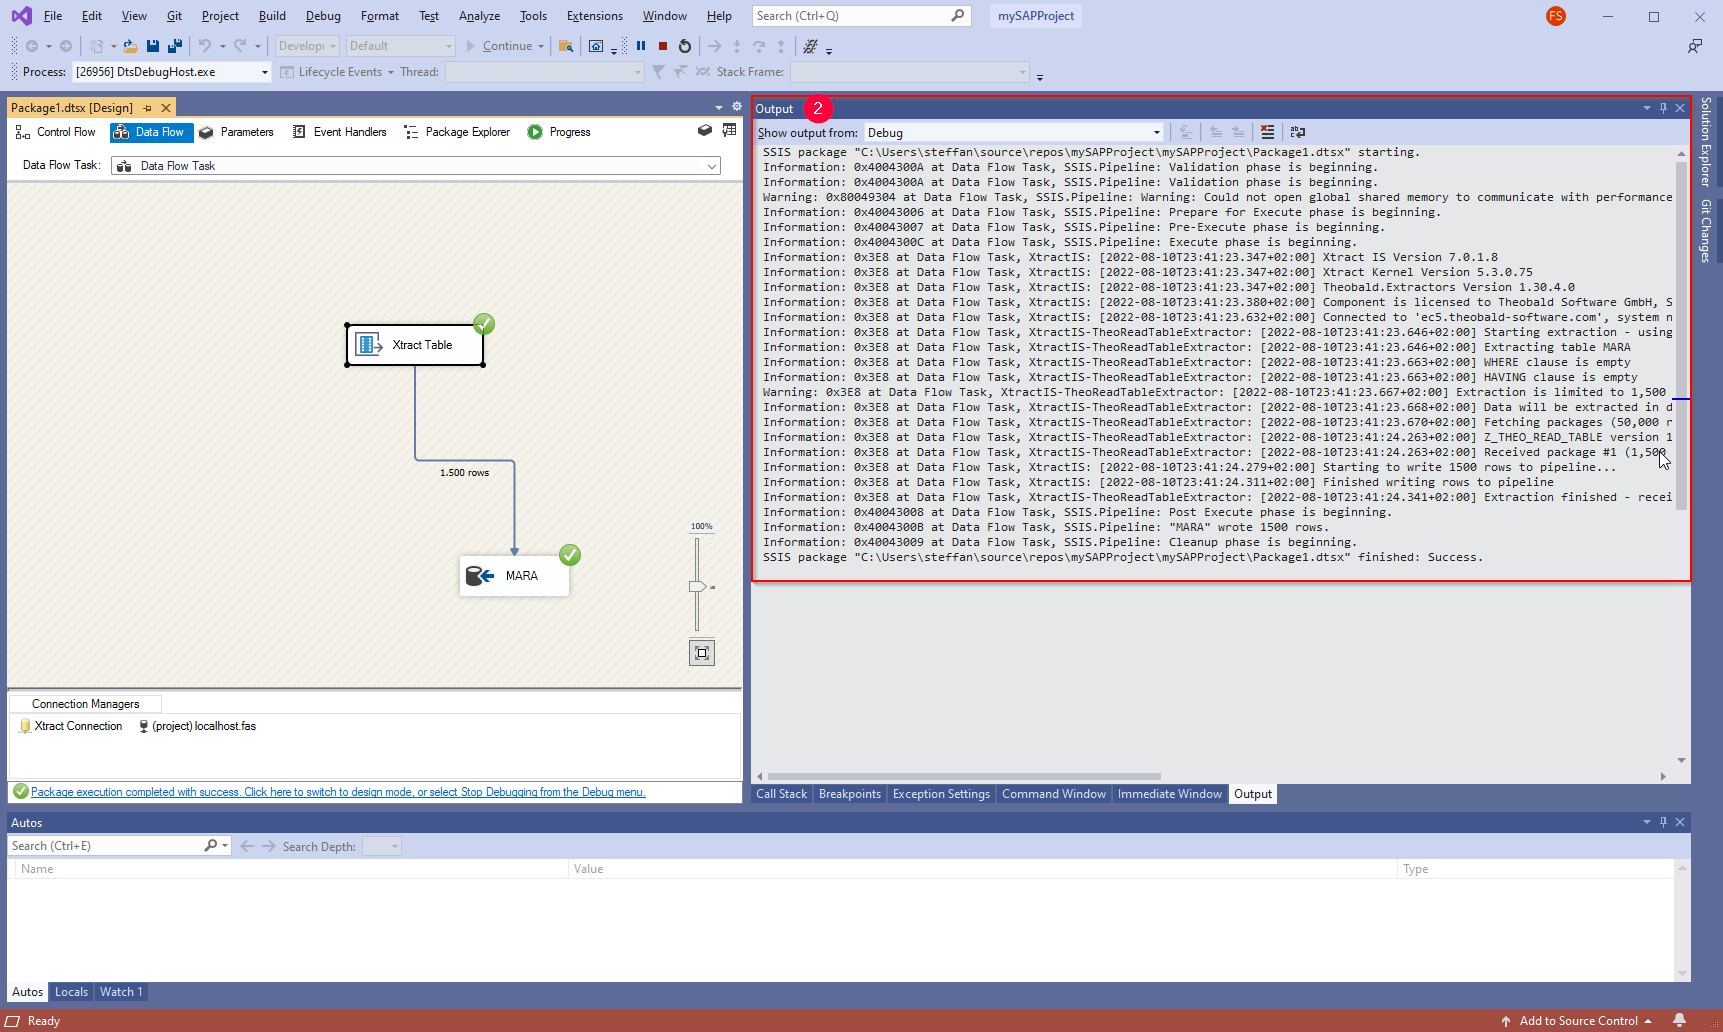 File Edit View Git Project Build Debug Format Test Analyze Tools Extensions Window Help Search (Ctrl+Q) mySAPProject FS
Develop Default Continue
Process: [26956] DtsDebugHost.exe Lifecycle Events Thread: Stack Frame:
Package1.dtsx [Design]
Control Flow Data Flow Parameters Event Handlers Package Explorer Progress
Data Flow Task: Data Flow Task
Xtract Table
1.500 rows
MARA
100%
Connection Managers
Xtract Connection (project) localhost.fas
Package execution completed with success. Click here to switch to design mode, or select Stop Debugging from the Debug menu.
Output 2
Show output from: Debug
SSIS package "C:\Users\steffan\source\repos\mySAPProject\mySAPProject\Package1.dtsx" starting.
Information: 0x4004300A at Data Flow Task, SSIS.Pipeline: Validation phase is beginning.
Information: 0x4004300A at Data Flow Task, SSIS.Pipeline: Validation phase is beginning.
Warning: 0x80049304 at Data Flow Task, SSIS.Pipeline: Warning: Could not open global shared memory to communicate with performance
Information: 0x40043006 at Data Flow Task, SSIS.Pipeline: Prepare for Execute phase is beginning.
Information: 0x40043007 at Data Flow Task, SSIS.Pipeline: Pre-Execute phase is beginning.
Information: 0x4004300C at Data Flow Task, SSIS.Pipeline: Execute phase is beginning.
Information: 0x3E8 at Data Flow Task, XtractIS: [2022-08-10T23:41:23.347+02:00] Xtract IS Version 7.0.1.8
Information: 0x3E8 at Data Flow Task, XtractIS: [2022-08-10T23:41:23.347+02:00] Xtract Kernel Version 5.3.0.75
Information: 0x3E8 at Data Flow Task, XtractIS: [2022-08-10T23:41:23.347+02:00] Theobald.Extractors Version 1.30.4.0
Information: 0x3E8 at Data Flow Task, XtractIS: [2022-08-10T23:41:23.380+02:00] Component is licensed to Theobald Software GmbH, S
Information: 0x3E8 at Data Flow Task, XtractIS: [2022-08-10T23:41:23.632+02:00] Connected to 'ec5.theobald-software.com', system n
Information: 0x3E8 at Data Flow Task, XtractIS-TheoReadTableExtractor: [2022-08-10T23:41:23.646+02:00] Starting extraction - using
Information: 0x3E8 at Data Flow Task, XtractIS-TheoReadTableExtractor: [2022-08-10T23:41:23.646+02:00] Extracting table MARA
Information: 0x3E8 at Data Flow Task, XtractIS-TheoReadTableExtractor: [2022-08-10T23:41:23.663+02:00] WHERE clause is empty
Information: 0x3E8 at Data Flow Task, XtractIS-TheoReadTableExtractor: [2022-08-10T23:41:23.663+02:00] HAVING clause is empty
Warning: 0x3E8 at Data Flow Task, XtractIS-TheoReadTableExtractor: [2022-08-10T23:41:23.667+02:00] Extraction is limited to 1,500
Information: 0x3E8 at Data Flow Task, XtractIS-TheoReadTableExtractor: [2022-08-10T23:41:23.668+02:00] Data will be extracted in d
Information: 0x3E8 at Data Flow Task, XtractIS-TheoReadTableExtractor: [2022-08-10T23:41:23.670+02:00] Fetching packages (50,000 r
Information: 0x3E8 at Data Flow Task, XtractIS-TheoReadTableExtractor: [2022-08-10T23:41:24.263+02:00] Z_THEO_READ_TABLE version 1
Information: 0x3E8 at Data Flow Task, XtractIS-TheoReadTableExtractor: [2022-08-10T23:41:24.263+02:00] Received package #1 (1,500
Information: 0x3E8 at Data Flow Task, XtractIS: [2022-08-10T23:41:24.279+02:00] Starting to write 1500 rows to pipeline...
Information: 0x3E8 at Data Flow Task, XtractIS: [2022-08-10T23:41:24.311+02:00] Finished writing rows to pipeline
Information: 0x3E8 at Data Flow Task, XtractIS-TheoReadTableExtractor: [2022-08-10T23:41:24.341+02:00] Extraction finished - recei
Information: 0x40043008 at Data Flow Task, SSIS.Pipeline: Post Execute phase is beginning.
Information: 0x4004300B at Data Flow Task, SSIS.Pipeline: "MARA" wrote 1500 rows.
Information: 0x40043009 at Data Flow Task, SSIS.Pipeline: Cleanup phase is beginning.
SSIS package "C:\Users\steffan\source\repos\mySAPProject\mySAPProject\Package1.dtsx" finished: Success.
Call Stack Breakpoints Exception Settings Command Window Immediate Window Output
Solution Explorer
Git Changes
Autos
Search (Ctrl+E) Search Depth:
Name Value Type
Autos Locals Watch 1
Ready Add to Source Control